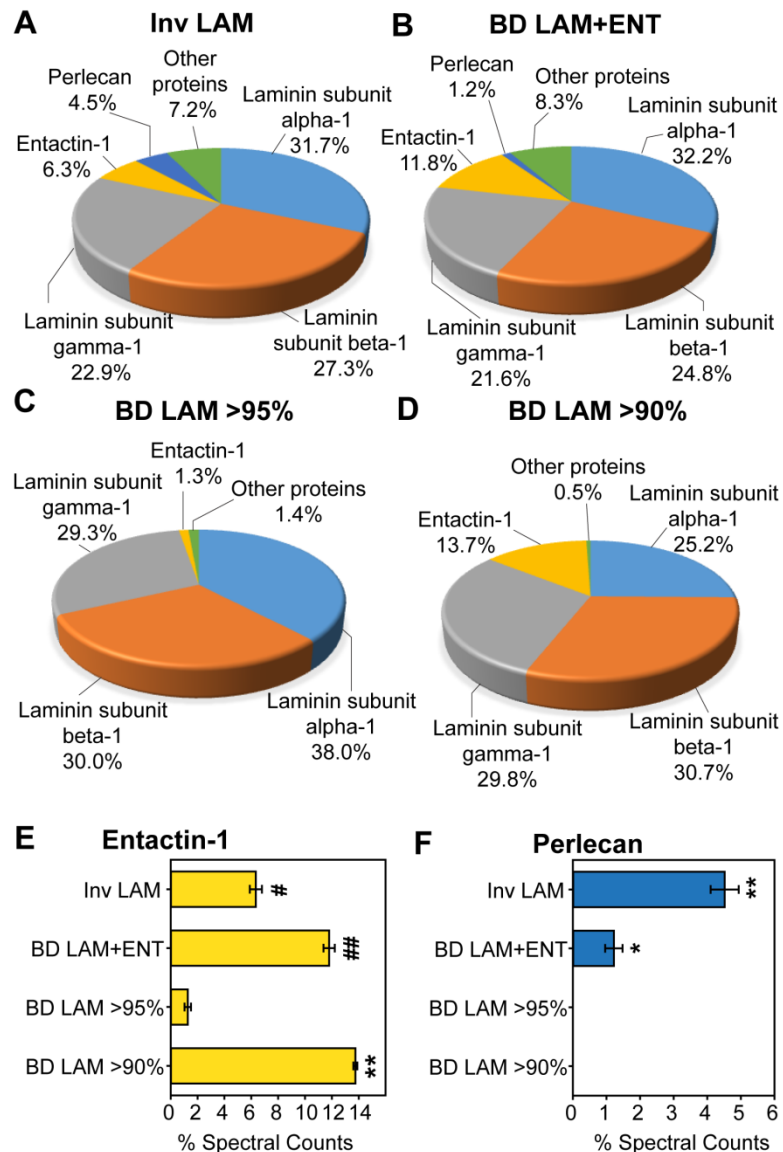 A
Inv LAM
Perlecan
4.5%
Other
proteins
7.2%
Laminin subunit
alpha-1
31.7%
Entactin-1
6.3%
Laminin subunit
gamma-1
22.9%
Laminin
subunit beta-1
27.3%
B
BD LAM+ENT
Perlecan
1.2%
Other proteins
8.3%
Laminin subunit
alpha-1
32.2%
Entactin-1
11.8%
Laminin subunit
gamma-1
21.6%
Laminin subunit
beta-1
24.8%
C
BD LAM >95%
Entactin-1
1.3%
Other proteins
1.4%
Laminin subunit
gamma-1
29.3%
Laminin subunit
beta-1
30.0%
Laminin subunit
alpha-1
38.0%
D
BD LAM >90%
Other proteins
0.5%
Laminin subunit
alpha-1
25.2%
Entactin-1
13.7%
Laminin subunit
gamma-1
29.8%
Laminin subunit
beta-1
30.7%
E
Entactin-1
Inv LAM #
BD LAM+ENT ##
BD LAM >95%
BD LAM >90% **
0 2 4 6 8 10 12 14
% Spectral Counts
F
Perlecan
Inv LAM **
BD LAM+ENT *
BD LAM >95%
BD LAM >90%
0 1 2 3 4 5 6
% Spectral Counts